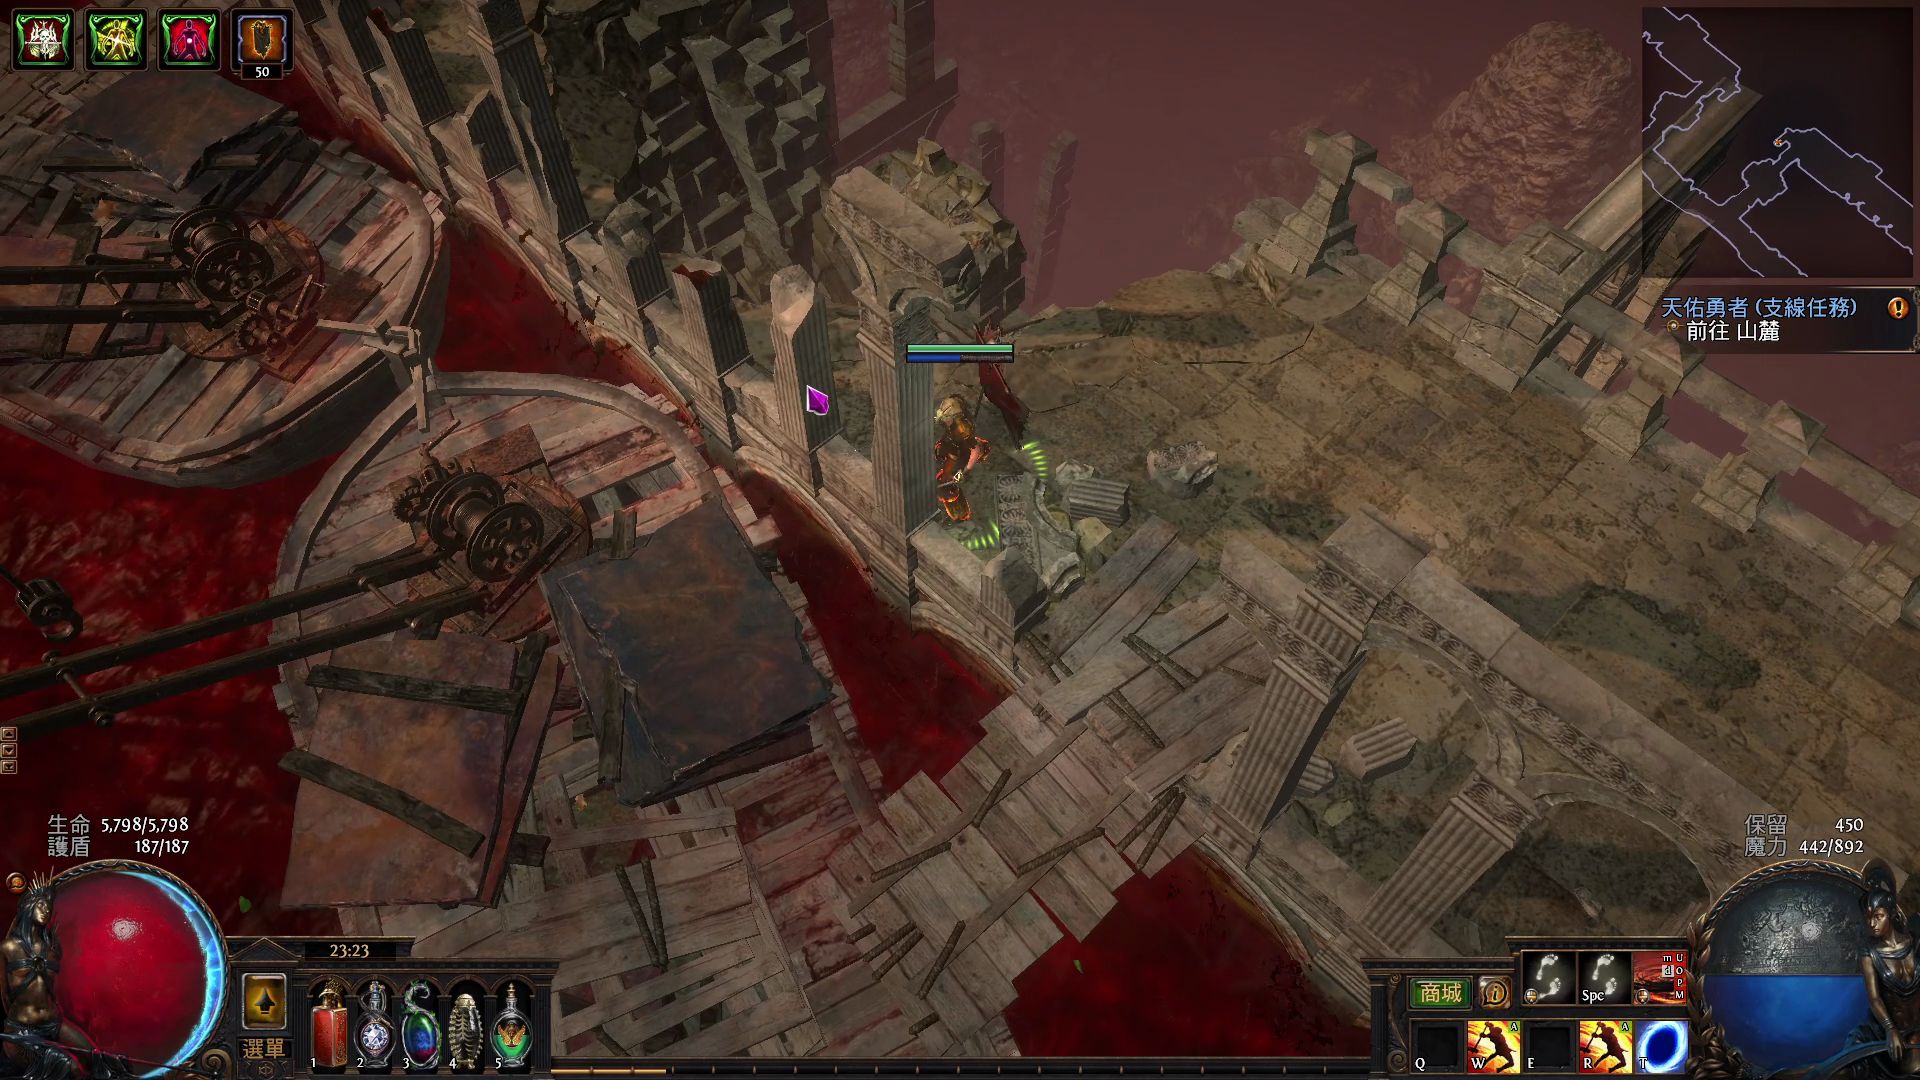 50
天佑勇者 (支線任務)
前往 山麓
生命 5,798/5,798
護盾 187/187
保留 450
魔力 442/892
23:23
選單
1
2
3
4
5
商城
Spc
m U
d O
P
M
Q
W A
E
R A
T